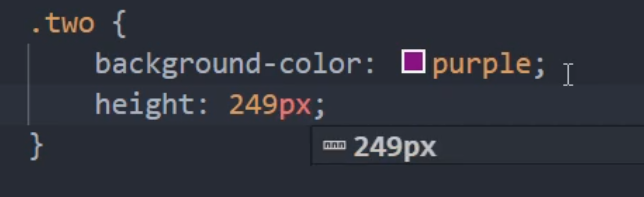 .two {
background-color: purple;
height: 249px;
}
249px